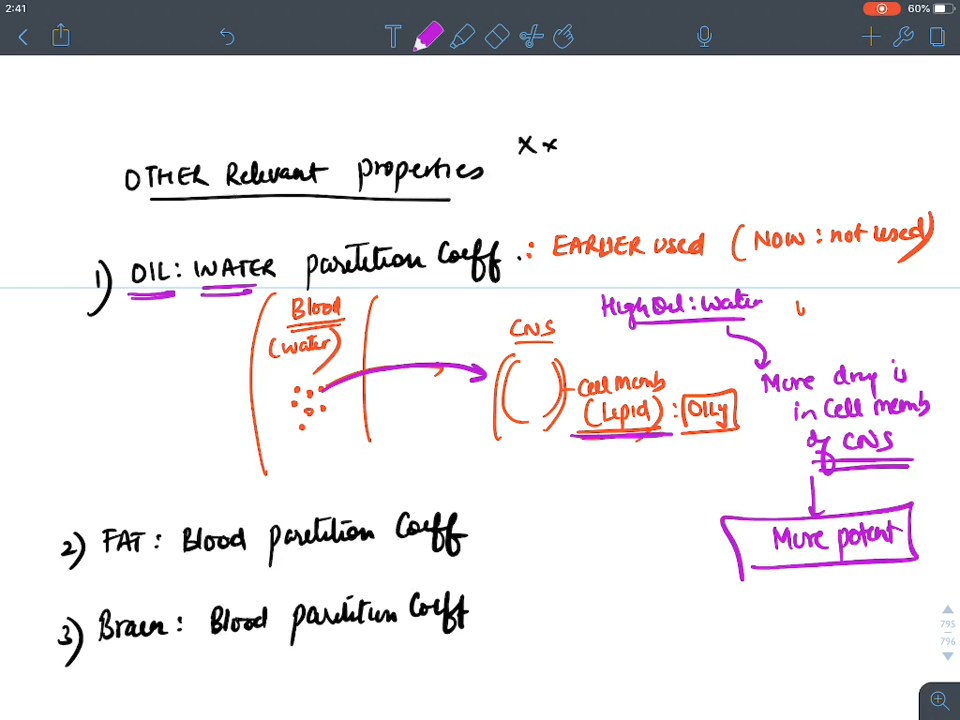 2:41
60%
T
OTHER Relevant properties
x x
1) OIL: WATER partition Coeff.: EARLIER used (NOW: not used)
Blood
(water)
CNS
Cell memb
(Lipid): OILy
High Oil: Water
More drug is
in Cell memb
of CNS
More potent
2) FAT: Blood partition Coeff
3) Brain: Blood partition Coeff
795
796